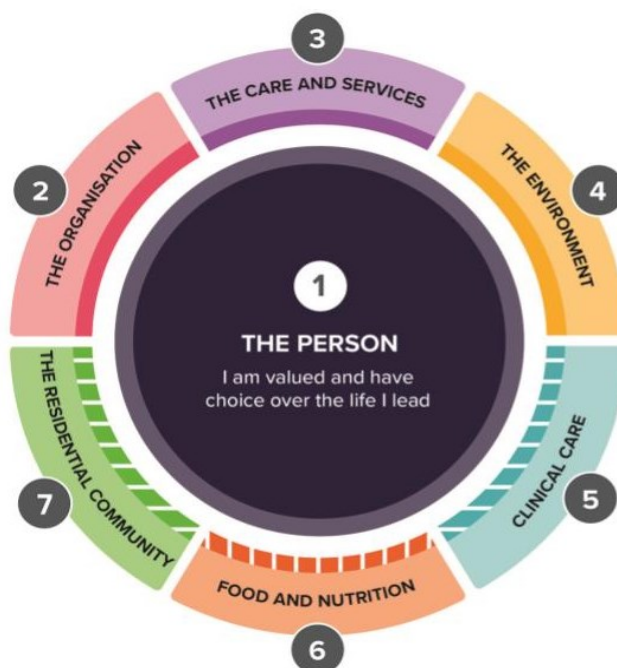 1
THE PERSON
I am valued and have
choice over the life I lead
2
THE ORGANISATION
3
THE CARE AND SERVICES
4
THE ENVIRONMENT
5
CLINICAL CARE
6
FOOD AND NUTRITION
7
THE RESIDENTIAL COMMUNITY